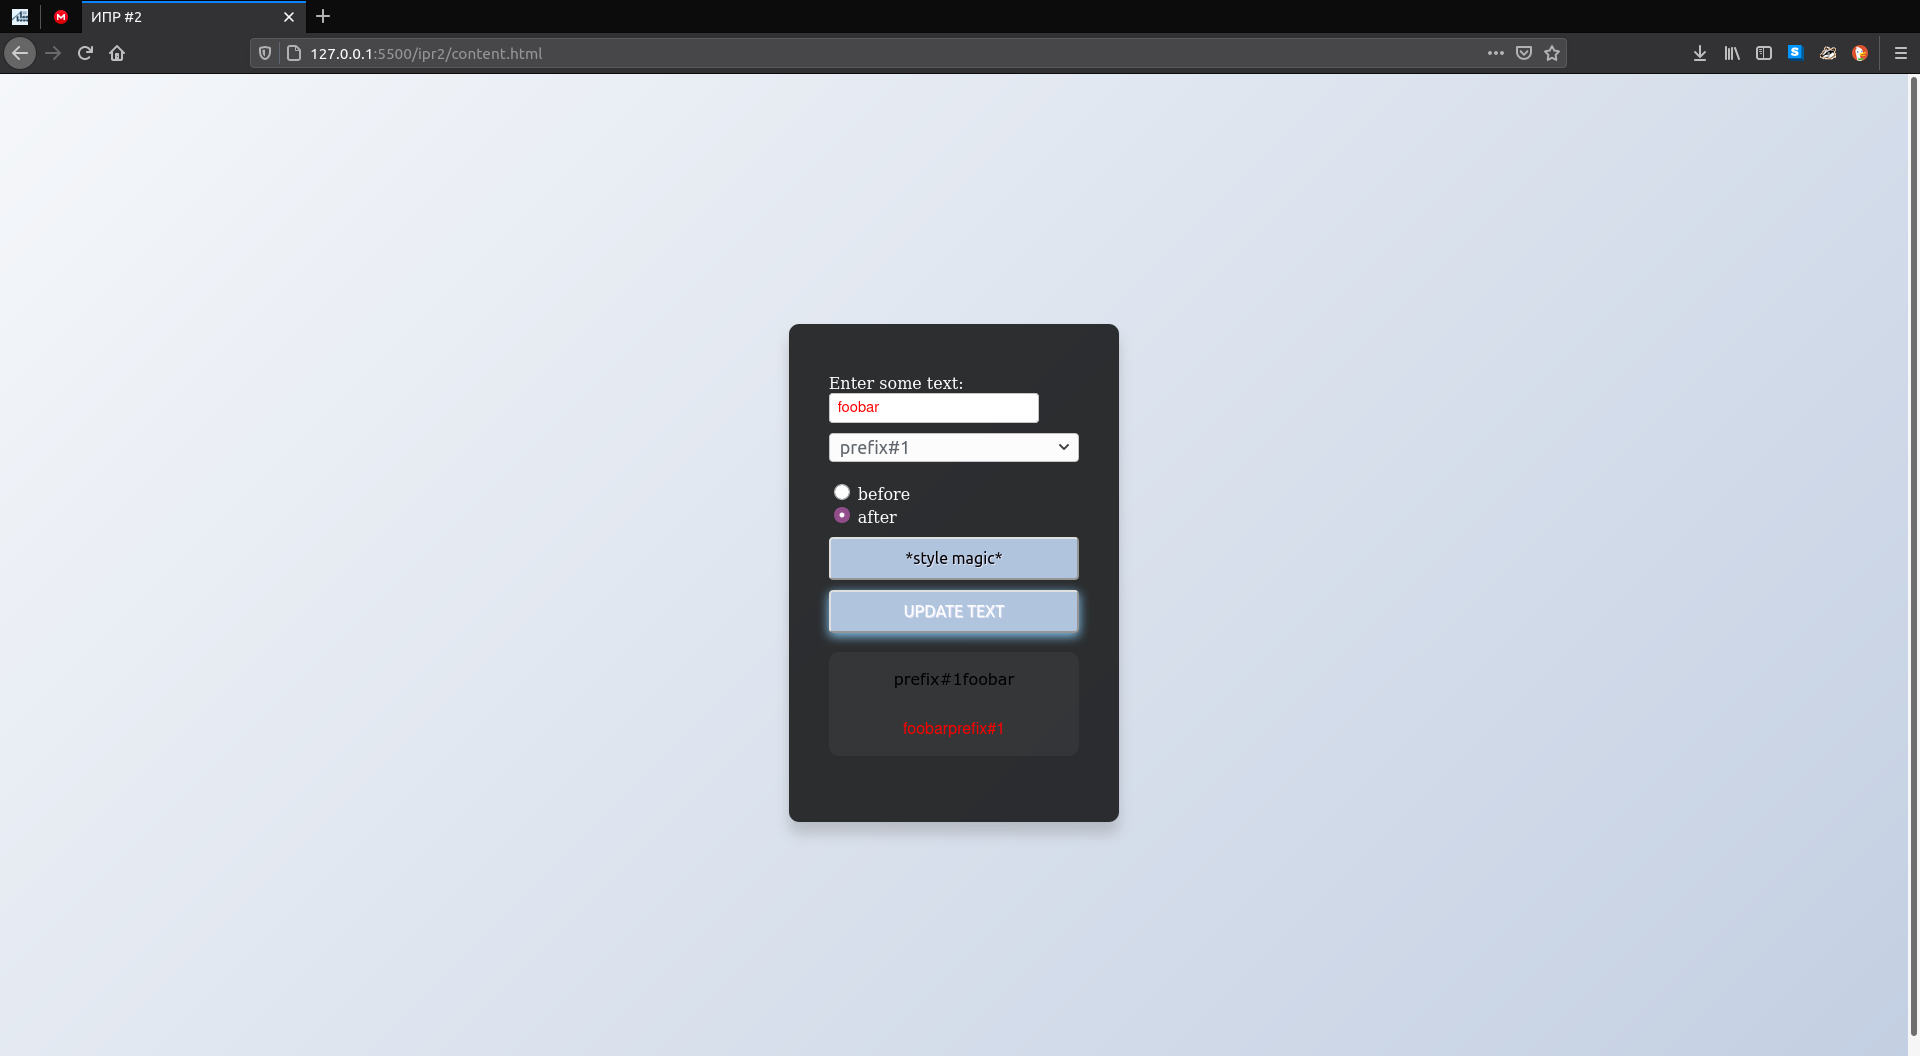 ИПР #2
127.0.0.1:5500/ipr2/content.html
Enter some text:
foobar
prefix#1
before
after
*style magic*
UPDATE TEXT
prefix#1foobar
foobarprefix#1